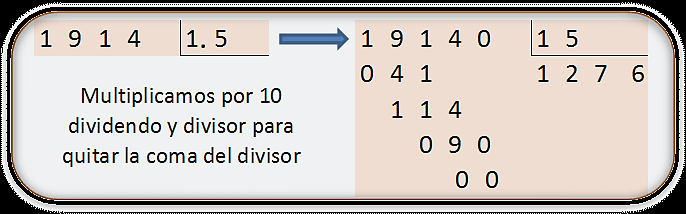 1 9 1 4 1. 5 1 9 1 4 0 1 5
0 4 1 1 2 7 6
Multiplicamos por 10
1 1 4
dividendo y divisor para
0 9 0
quitar la coma del divisor
0 0